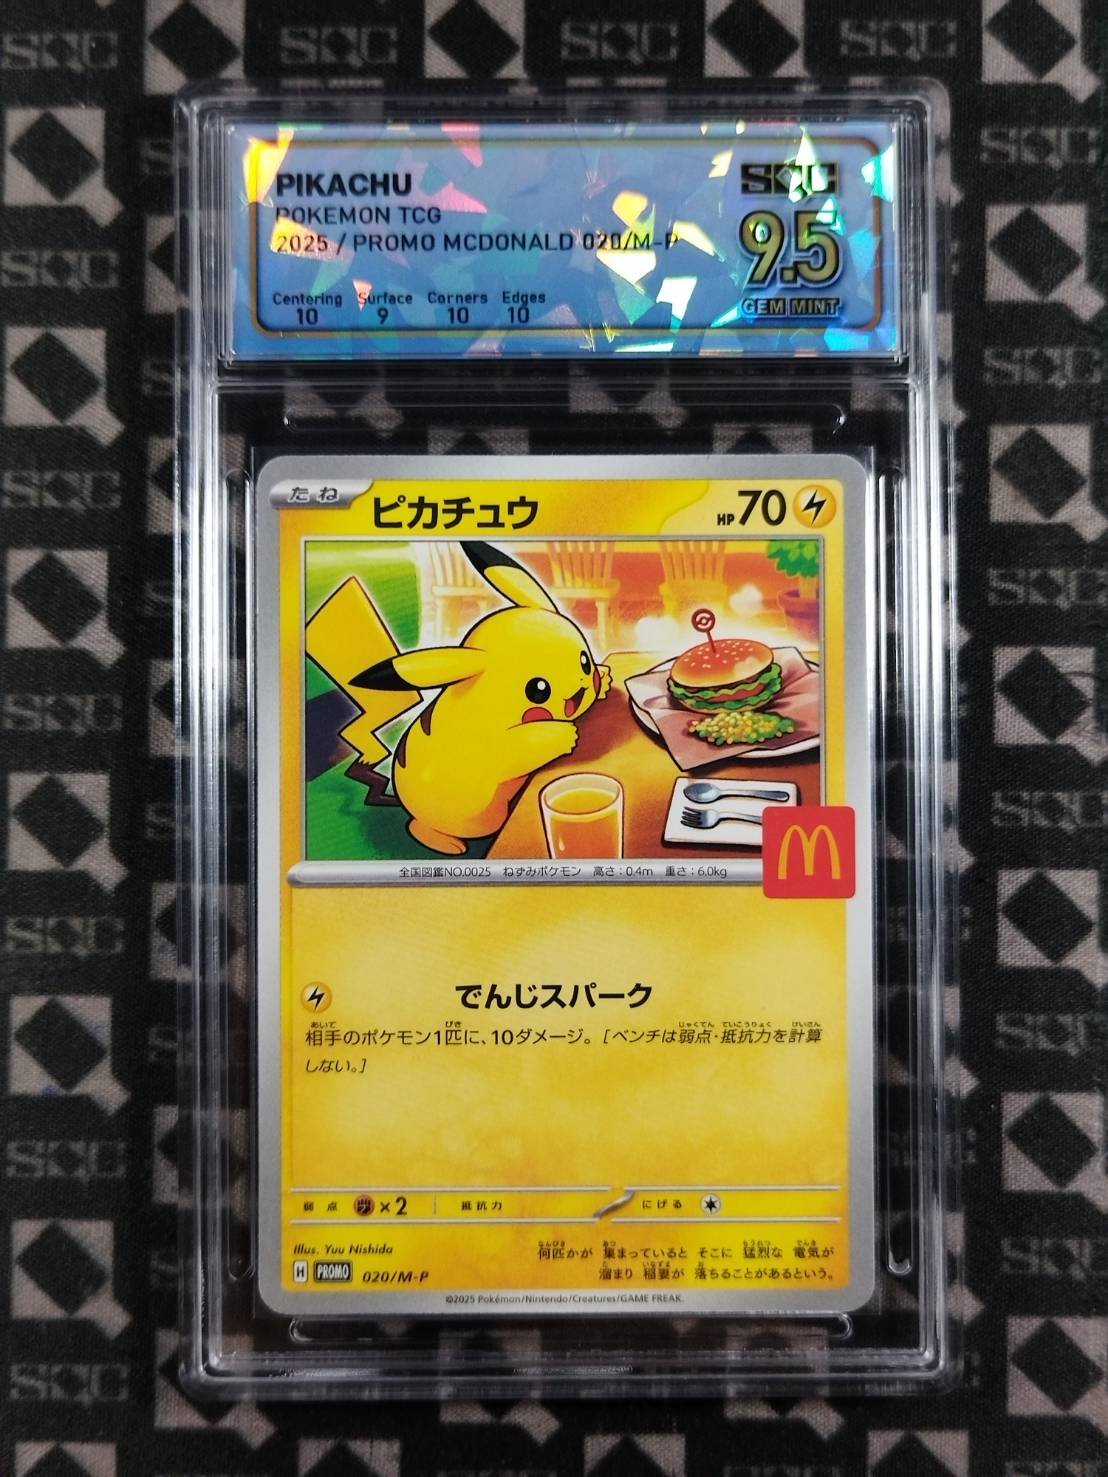 PIKACHU
POKEMON TCG
2025 / PROMO MCDONALD 020/M-P
Centering Surface Corners Edges
10 9 10 10
SQC
9.5
GEM MINT
たね
ピカチュウ
HP70
全国図鑑NO.0025 ねずみポケモン 高さ:0.4m 重さ:6.0kg
でんじスパーク
相手のポケモン1匹に、10ダメージ。[ベンチは弱点・抵抗力を計算
しない。]
弱点 ×2 抵抗力 にげる
Illus. Yuu Nishida
何匹かが 集まっていると そこに 猛烈な 電気が
溜まり 稲妻が 落ちることがあるという。
H PROMO 020/M-P
©2025 Pokémon/Nintendo/Creatures/GAME FREAK.